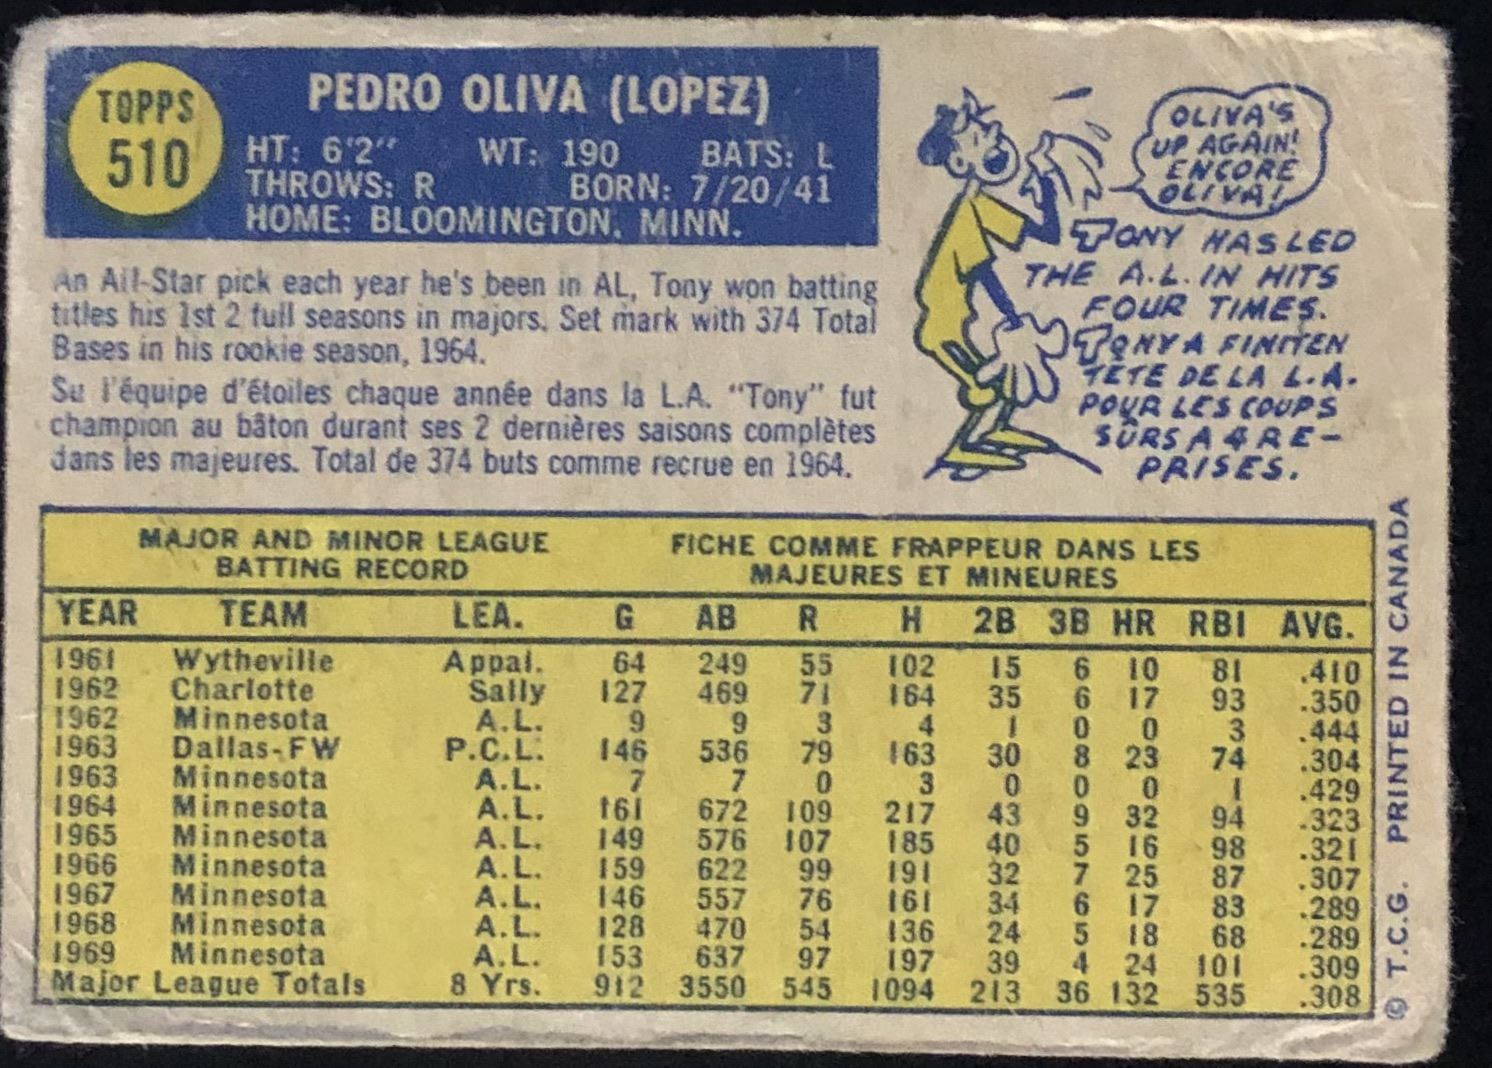 TOPPS
510
PEDRO OLIVA (LOPEZ)
HT: 6'2" WT: 190 BATS: L
THROWS: R BORN: 7/20/41
HOME: BLOOMINGTON, MINN.
An All-Star pick each year he's been in AL, Tony won batting
titles his 1st 2 full seasons in majors. Set mark with 374 Total
Bases in his rookie season, 1964.
Su l'équipe d'étoiles chaque année dans la L.A. "Tony" fut
champion au bâton durant ses 2 dernières saisons complètes
dans les majeures. Total de 374 buts comme recrue en 1964.
OLIVA'S
UP AGAIN!
ENCORE
OLIVA!
TONY HAS LED
THE A.L. IN HITS
FOUR TIMES.
TONY A FINI TEN
TETE DE LA L.A.
POUR LES COUPS
SÛRS A 4 RE-
PRISES.
MAJOR AND MINOR LEAGUE
BATTING RECORD
FICHE COMME FRAPPEUR DANS LES
MAJEURES ET MINEURES
YEAR TEAM LEA. G AB R H 2B 3B HR RBI AVG.
1961 Wytheville Appal. 64 249 55 102 15 6 10 81 .410
1962 Charlotte Sally 127 469 71 164 35 6 17 93 .350
1962 Minnesota A.L. 9 9 3 4 1 0 0 3 .444
1963 Dallas-FW P.C.L. 146 536 79 163 30 8 23 74 .304
1963 Minnesota A.L. 7 7 0 3 0 0 0 1 .429
1964 Minnesota A.L. 161 672 109 217 43 9 32 94 .323
1965 Minnesota A.L. 149 576 107 185 40 5 16 98 .321
1966 Minnesota A.L. 159 622 99 191 32 7 25 87 .307
1967 Minnesota A.L. 146 557 76 161 34 6 17 83 .289
1968 Minnesota A.L. 128 470 54 136 24 5 18 68 .289
1969 Minnesota A.L. 153 637 97 197 39 4 24 101 .309
Major League Totals 8 Yrs. 912 3550 545 1094 213 36 132 535 .308
© T.C.G. PRINTED IN CANADA